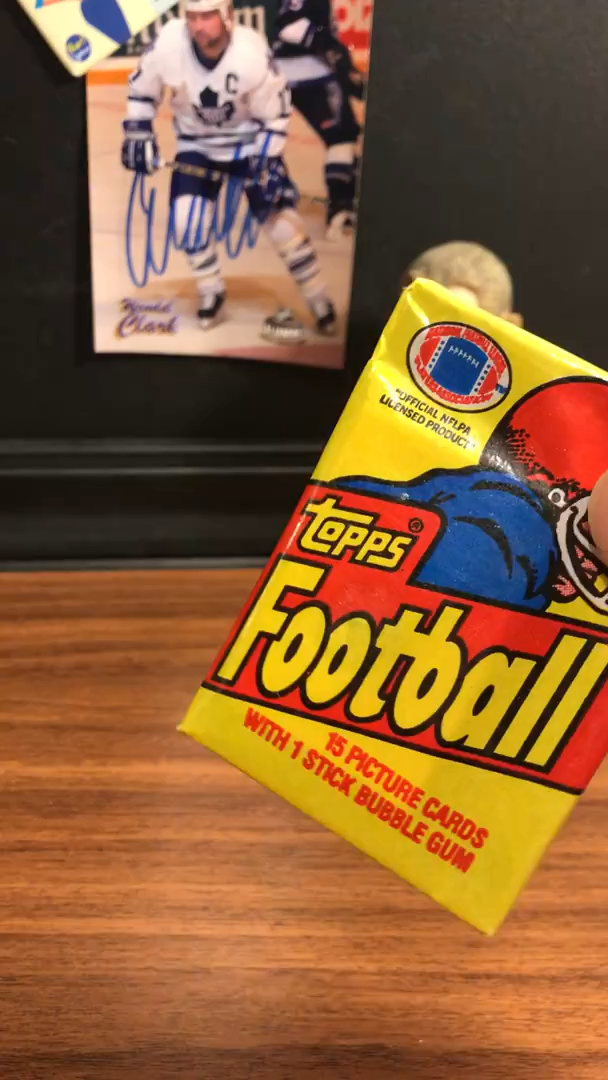 C
Wendel
Clark
"OFFICIAL NFLPA
LICENSED PRODUCT"
TOPPS®
Football
15 PICTURE CARDS
WITH 1 STICK BUBBLE GUM